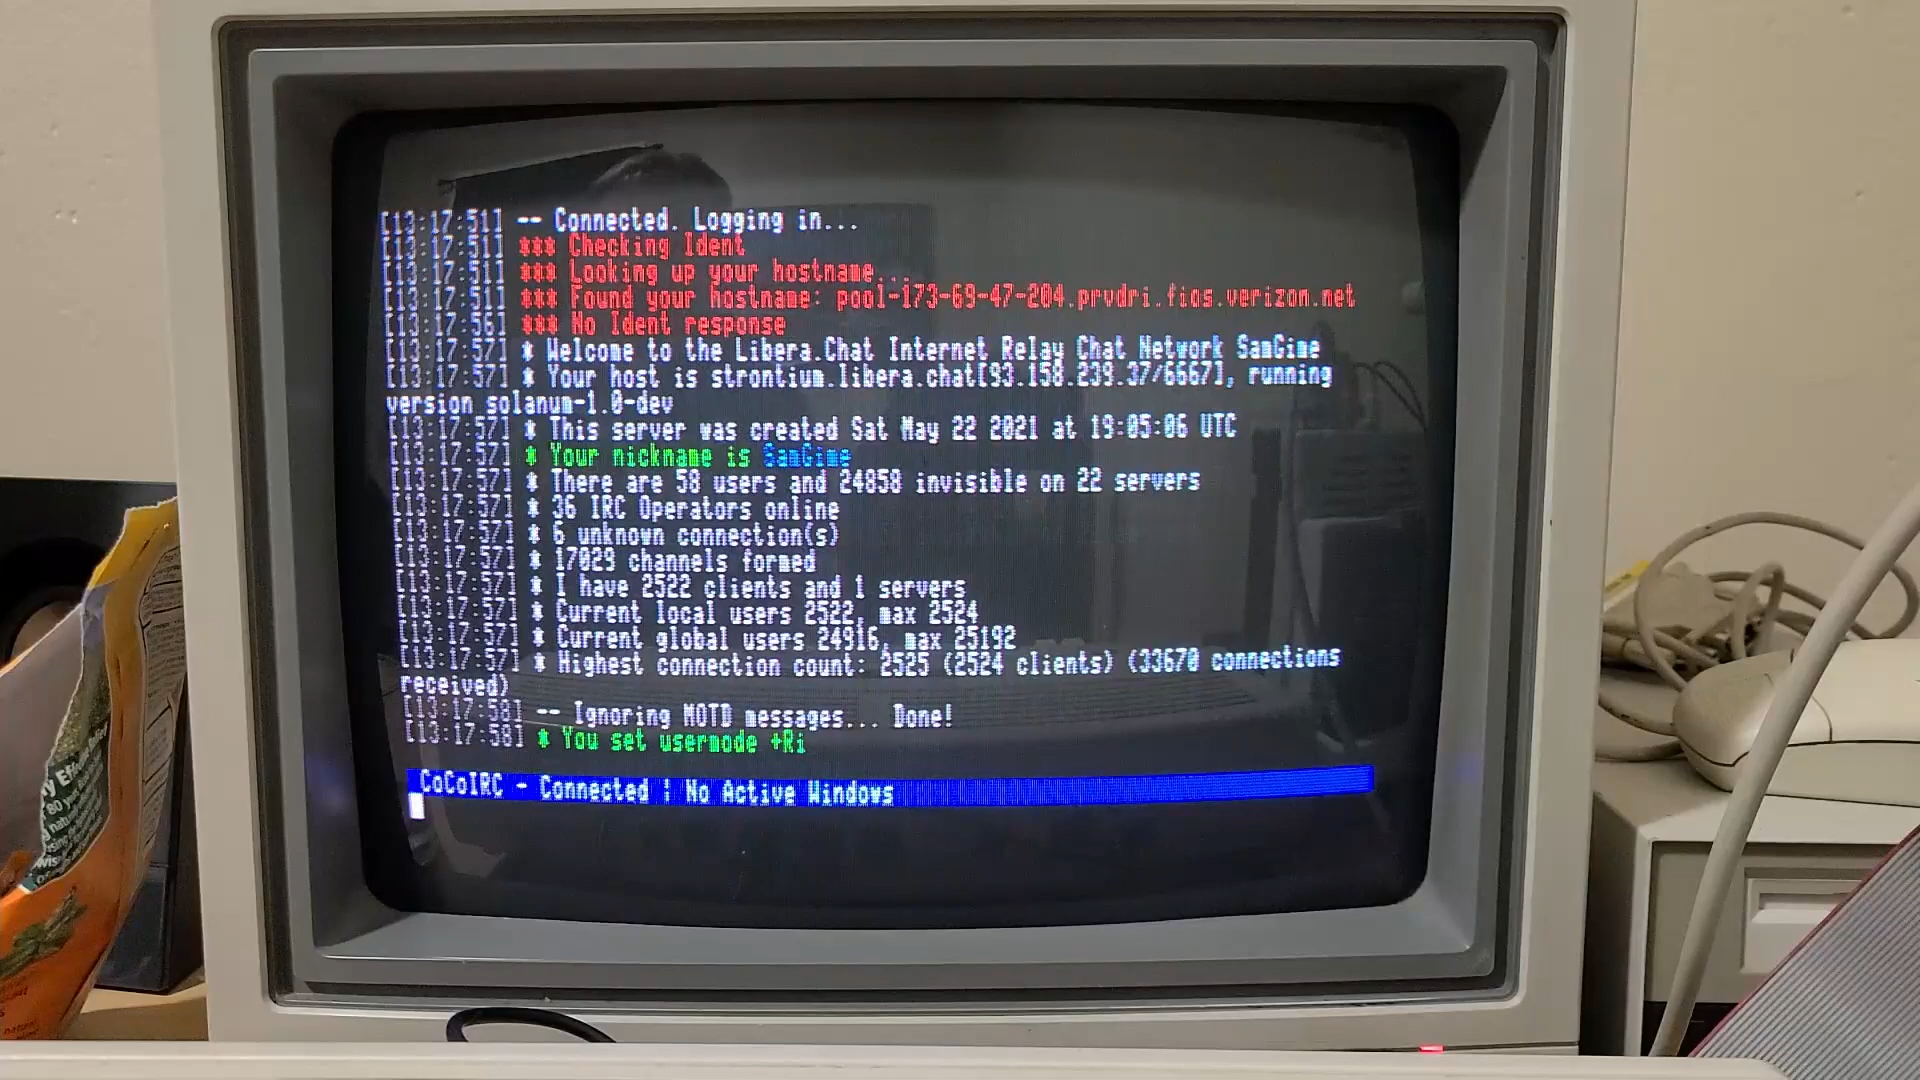 [13:17:51] -- Connected. Logging in...
[13:17:51] *** Checking Ident
[13:17:51] *** Looking up your hostname...
[13:17:51] *** Found your hostname: pool-173-69-47-204.prvdri.fios.verizon.net
[13:17:56] *** No Ident response
[13:17:57] * Welcome to the Libera.Chat Internet Relay Chat Network SamGime
[13:17:57] * Your host is strontium.libera.chat[93.158.239.37/6667], running
version solanum-1.0-dev
[13:17:57] * This server was created Sat May 22 2021 at 19:05:06 UTC
[13:17:57] * Your nickname is SamGime
[13:17:57] * There are 58 users and 24858 invisible on 22 servers
[13:17:57] * 36 IRC Operators online
[13:17:57] * 6 unknown connection(s)
[13:17:57] * 17029 channels formed
[13:17:57] * I have 2522 clients and 1 servers
[13:17:57] * Current local users 2522, max 2524
[13:17:57] * Current global users 24916, max 25192
[13:17:57] * Highest connection count: 2525 (2524 clients) (33670 connections
received)
[13:17:58] -- Ignoring MOTD messages... Done!
[13:17:58] * You set usermode +Ri
CoCoIRC - Connected | No Active Windows